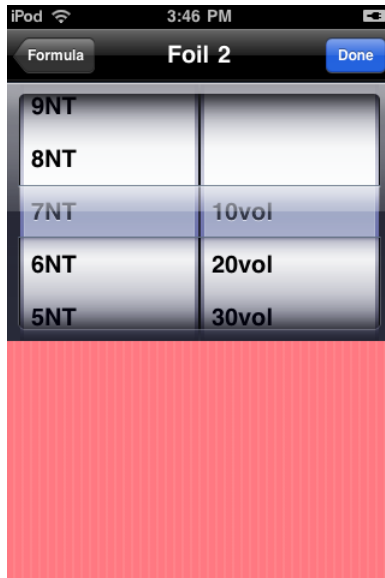 iPod 3:46 PM
Formula Foil 2 Done
9NT
8NT
7NT 10vol
6NT 20vol
5NT 30vol